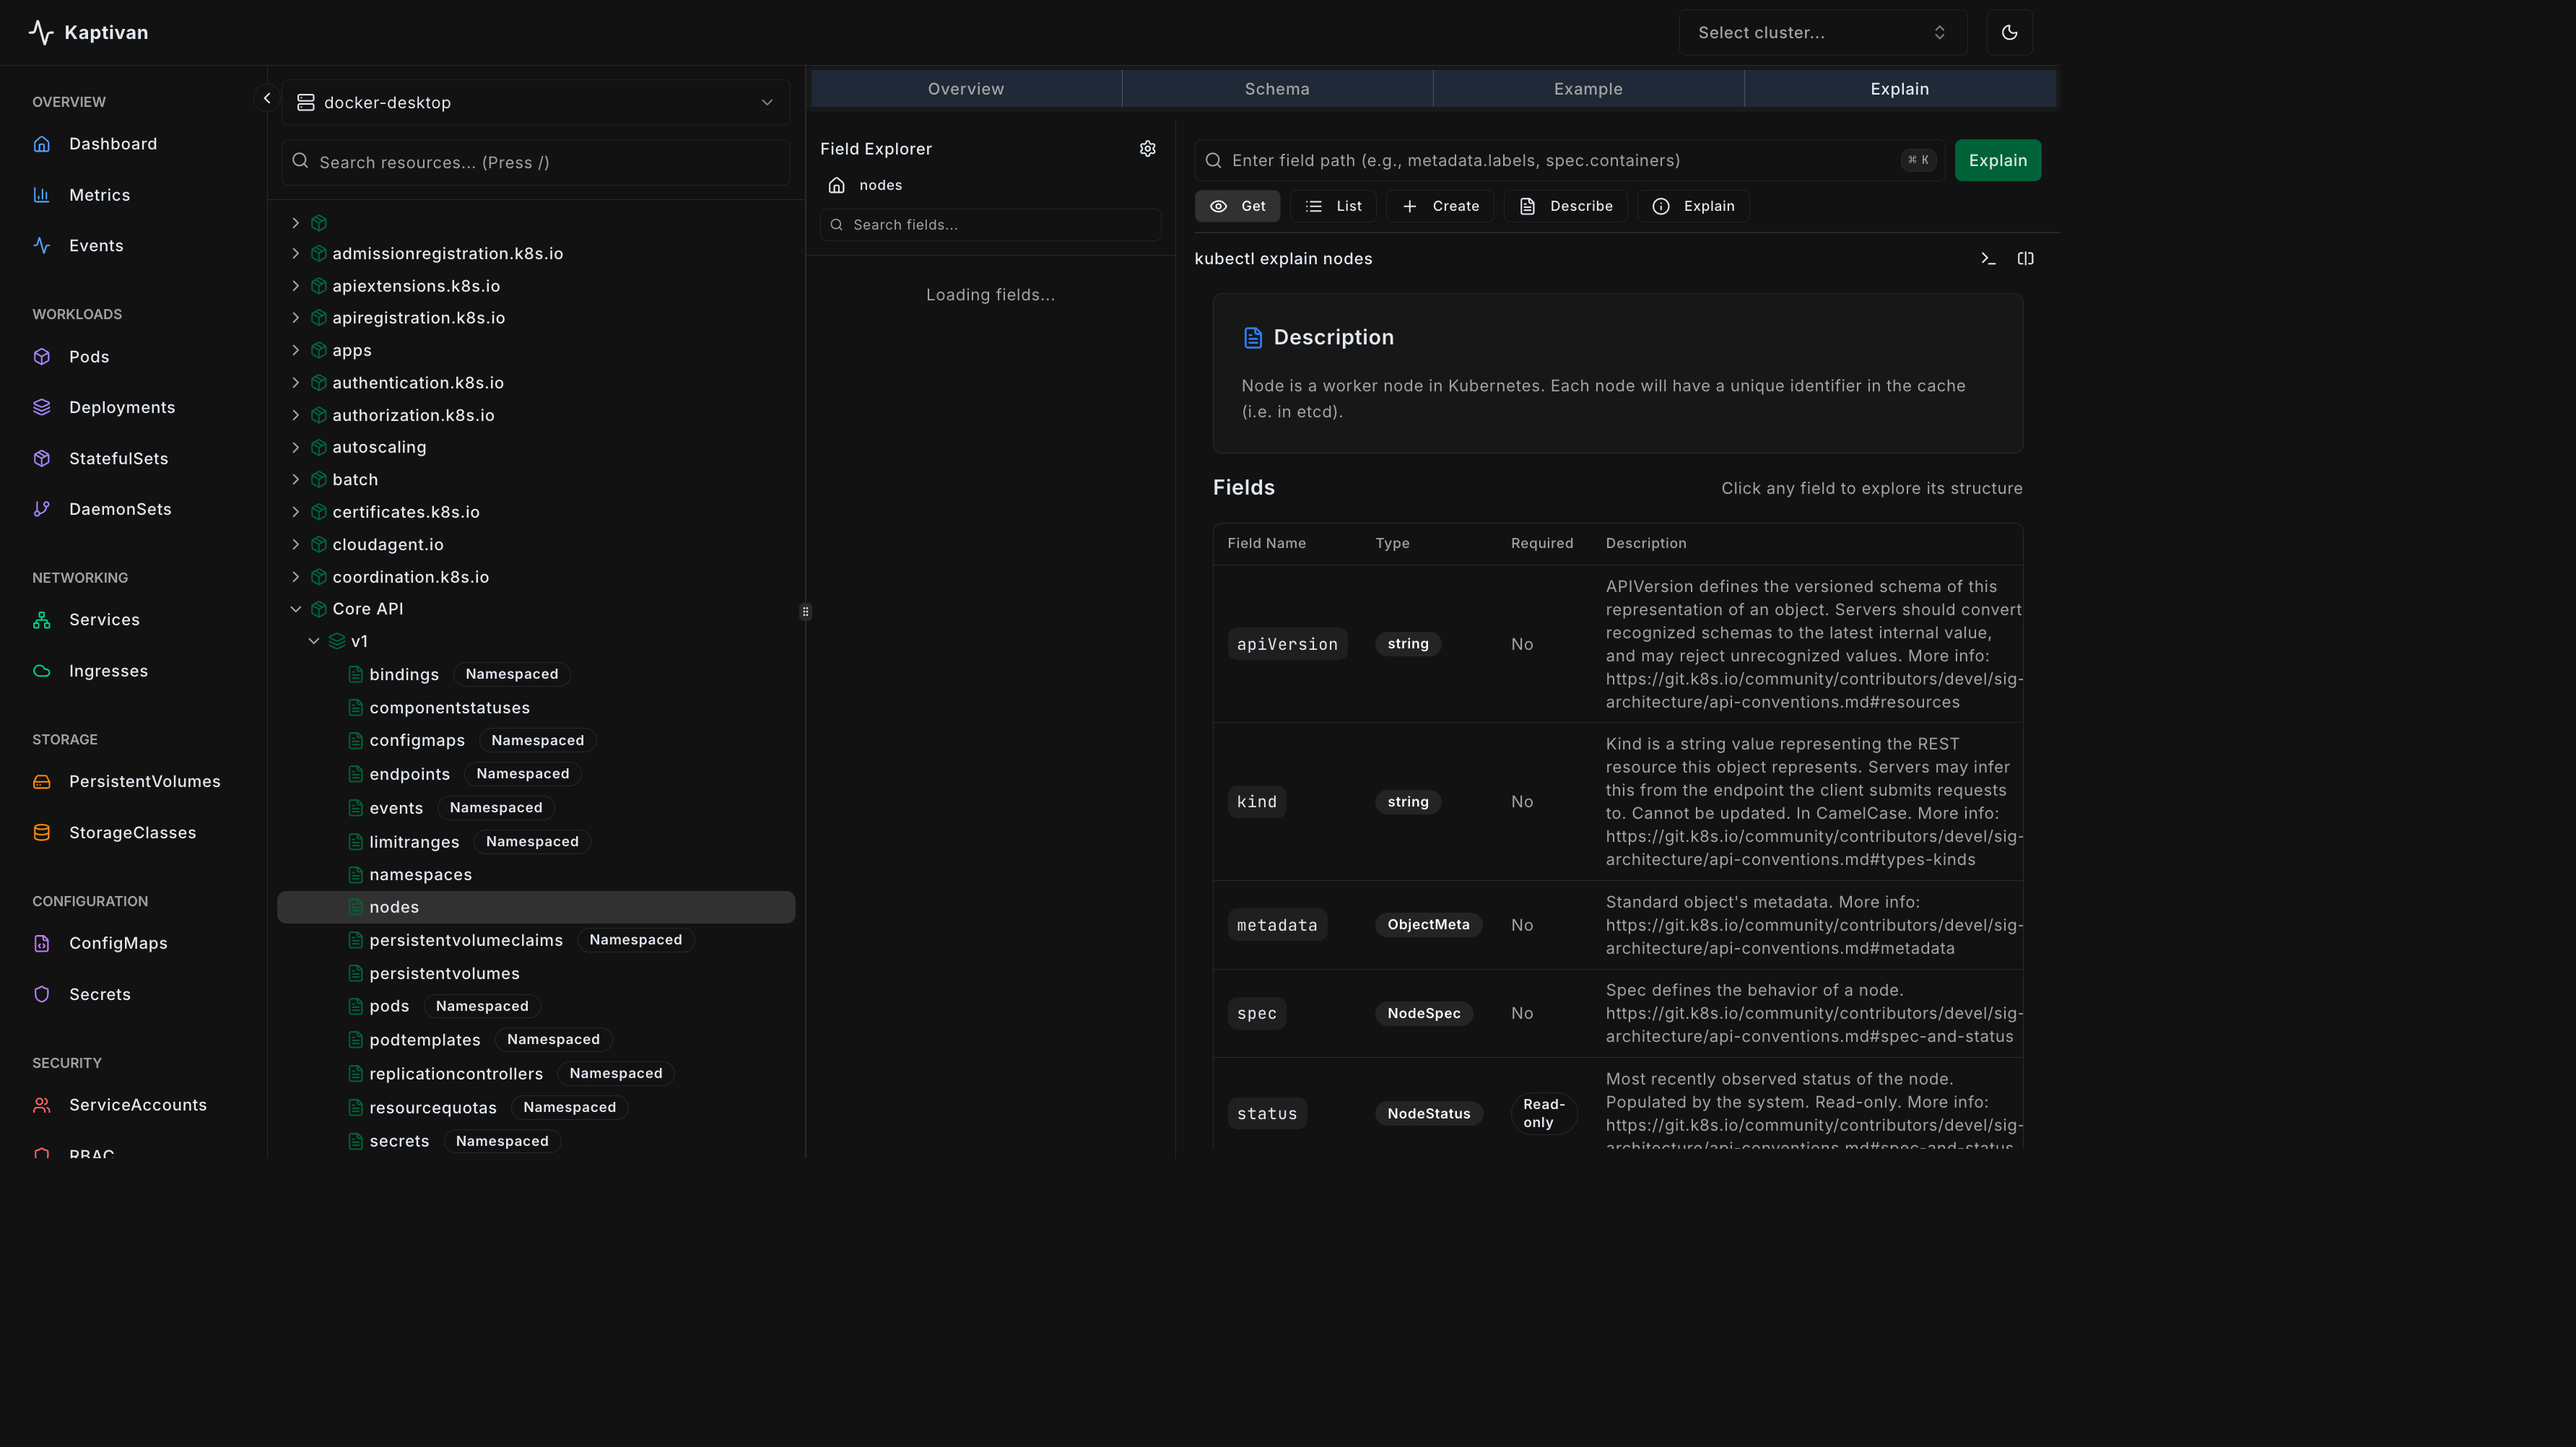 Kaptivan
Select cluster...
OVERVIEW
Dashboard
Metrics
Events
WORKLOADS
Pods
Deployments
StatefulSets
DaemonSets
NETWORKING
Services
Ingresses
STORAGE
PersistentVolumes
StorageClasses
CONFIGURATION
ConfigMaps
Secrets
SECURITY
ServiceAccounts
RBAC
docker-desktop
Search resources... (Press /)
admissionregistration.k8s.io
apiextensions.k8s.io
apiregistration.k8s.io
apps
authentication.k8s.io
authorization.k8s.io
autoscaling
batch
certificates.k8s.io
cloudagent.io
coordination.k8s.io
Core API
v1
bindings Namespaced
componentstatuses
configmaps Namespaced
endpoints Namespaced
events Namespaced
limitranges Namespaced
namespaces
nodes
persistentvolumeclaims Namespaced
persistentvolumes
pods Namespaced
podtemplates Namespaced
replicationcontrollers Namespaced
resourcequotas Namespaced
secrets Namespaced
Overview Schema Example Explain
Field Explorer
nodes
Search fields...
Loading fields...
Enter field path (e.g., metadata.labels, spec.containers) ⌘ K Explain
Get List Create Describe Explain
kubectl explain nodes
Description
Node is a worker node in Kubernetes. Each node will have a unique identifier in the cache
(i.e. in etcd).
Fields Click any field to explore its structure
Field Name Type Required Description
apiVersion string No
APIVersion defines the versioned schema of this
representation of an object. Servers should convert
recognized schemas to the latest internal value,
and may reject unrecognized values. More info:
https://git.k8s.io/community/contributors/devel/sig-
architecture/api-conventions.md#resources
kind string No
Kind is a string value representing the REST
resource this object represents. Servers may infer
this from the endpoint the client submits requests
to. Cannot be updated. In CamelCase. More info:
https://git.k8s.io/community/contributors/devel/sig-
architecture/api-conventions.md#types-kinds
metadata ObjectMeta No
Standard object's metadata. More info:
https://git.k8s.io/community/contributors/devel/sig-
architecture/api-conventions.md#metadata
spec NodeSpec No
Spec defines the behavior of a node.
https://git.k8s.io/community/contributors/devel/sig-
architecture/api-conventions.md#spec-and-status
status NodeStatus
Read-
only
Most recently observed status of the node.
Populated by the system. Read-only. More info:
https://git.k8s.io/community/contributors/devel/sig-
architecture/api-conventions.md#spec-and-status